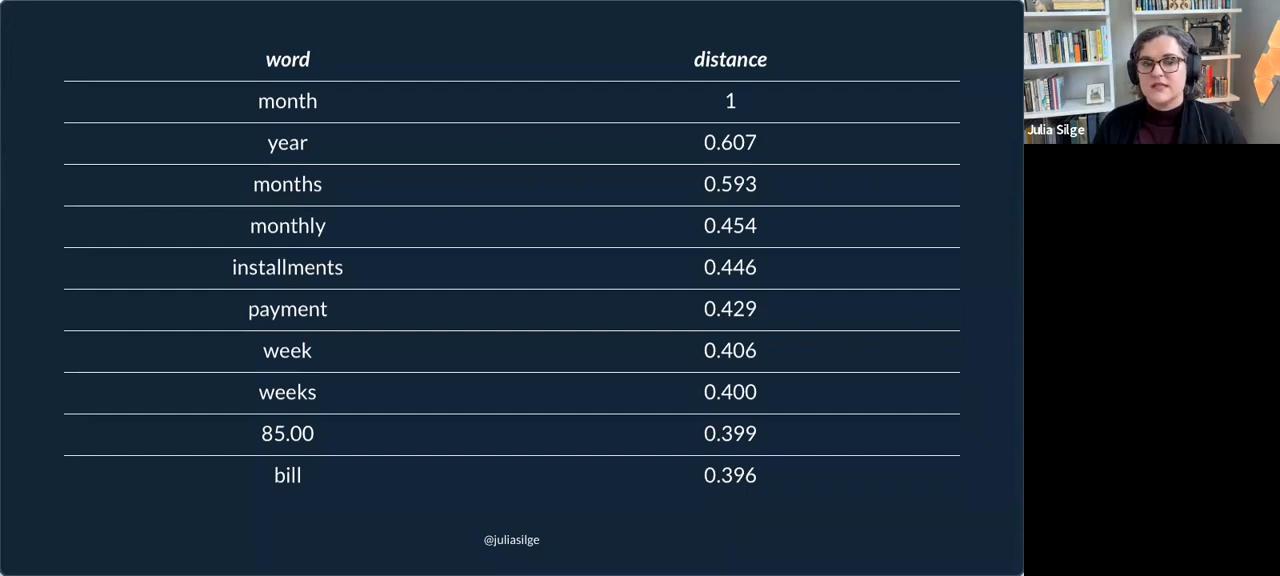 word distance
month 1
year 0.607
months 0.593
monthly 0.454
installments 0.446
payment 0.429
week 0.406
weeks 0.400
85.00 0.399
bill 0.396
@juliasilge
Julia Silge